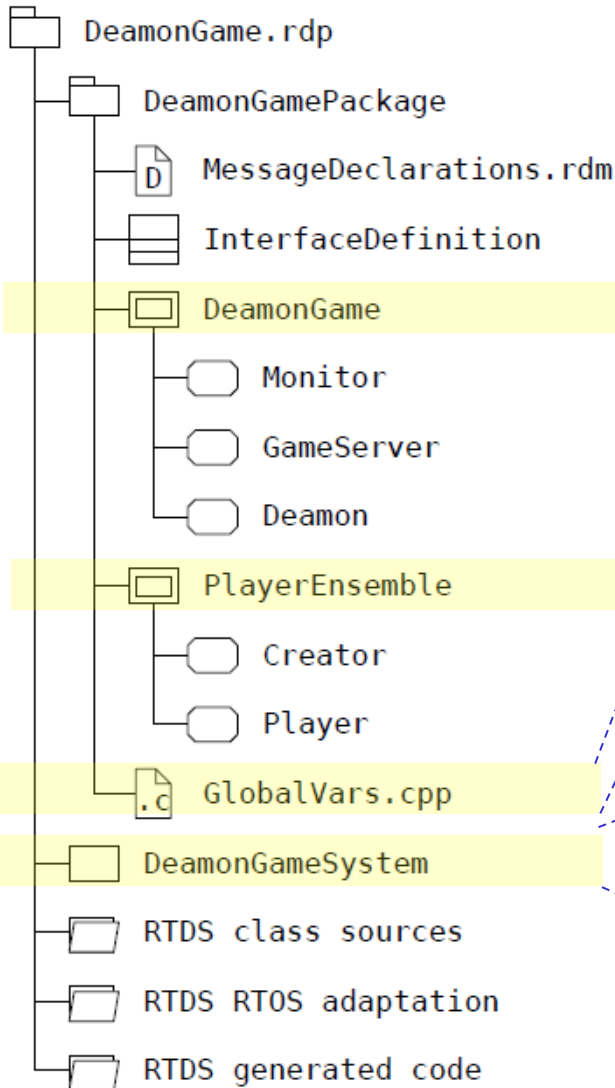 DeamonGame.rdp
DeamonGamePackage
D MessageDeclarations.rdm
InterfaceDefinition
DeamonGame
Monitor
GameServer
Deamon
PlayerEnsemble
Creator
Player
.c GlobalVars.cpp
DeamonGameSystem
RTDS class sources
RTDS RTOS adaptation
RTDS generated code